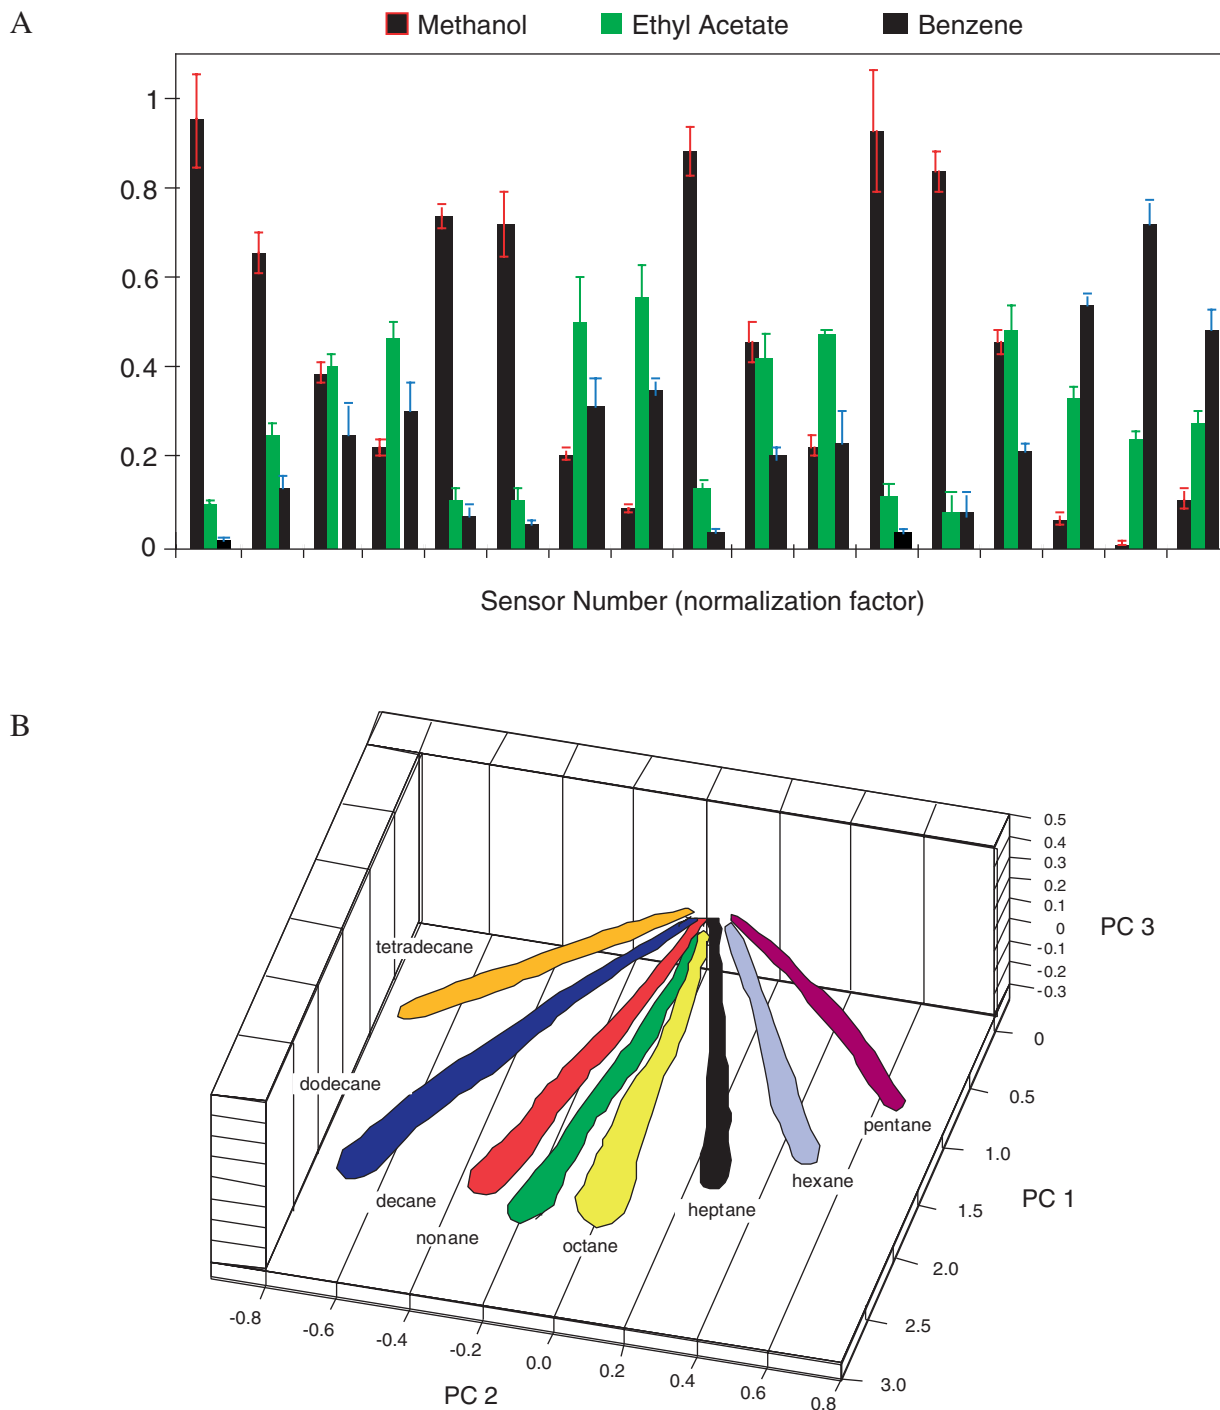 A
Methanol Ethyl Acetate Benzene
1
0.8
0.6
0.4
0.2
0
Sensor Number (normalization factor)
B
0.5
0.4
0.3
0.2
0.1
0
-0.1
-0.2
-0.3
PC 3
tetradecane
dodecane
decane
nonane
octane
heptane
hexane
pentane
0
0.5
1.0
1.5
2.0
2.5
3.0
PC 1
-0.8
-0.6
-0.4
-0.2
0.0
0.2
0.4
0.6
0.8
PC 2